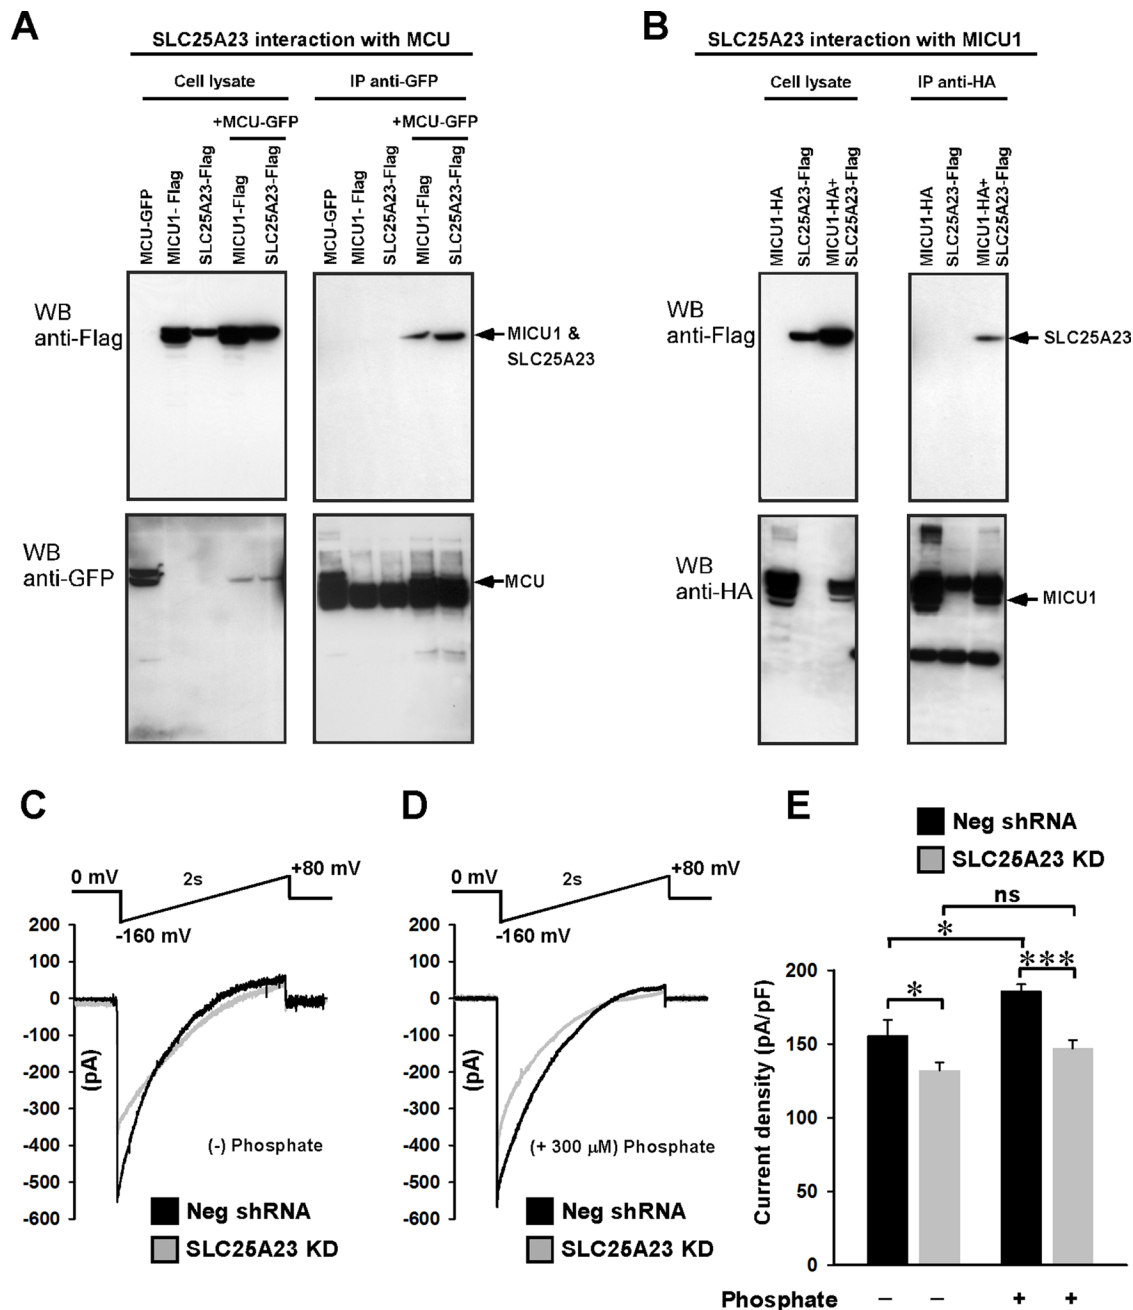 A
SLC25A23 interaction with MCU
Cell lysate
IP anti-GFP
+MCU-GFP
+MCU-GFP
MCU-GFP
MICU1- Flag
SLC25A23-Flag
MICU1-Flag
SLC25A23-Flag
MCU-GFP
MICU1- Flag
SLC25A23-Flag
MICU1-Flag
SLC25A23-Flag
WB
anti-Flag
MICU1 &
SLC25A23
WB
anti-GFP
MCU
B
SLC25A23 interaction with MICU1
Cell lysate
IP anti-HA
MICU1-HA
SLC25A23-Flag
MICU1-HA+
SLC25A23-Flag
MICU1-HA
SLC25A23-Flag
MICU1-HA+
SLC25A23-Flag
WB
anti-Flag
SLC25A23
WB
anti-HA
MICU1
C
0 mV
2s
+80 mV
-160 mV
200
100
0
-100
-200
-300
-400
-500
-600
(pA)
(-) Phosphate
Neg shRNA
SLC25A23 KD
D
0 mV
2s
+80 mV
-160 mV
200
100
0
-100
-200
-300
-400
-500
-600
(pA)
(+ 300 µM) Phosphate
Neg shRNA
SLC25A23 KD
E
Neg shRNA
SLC25A23 KD
ns
*
***
*
200
150
100
50
0
Current density (pA/pF)
Phosphate – – + +